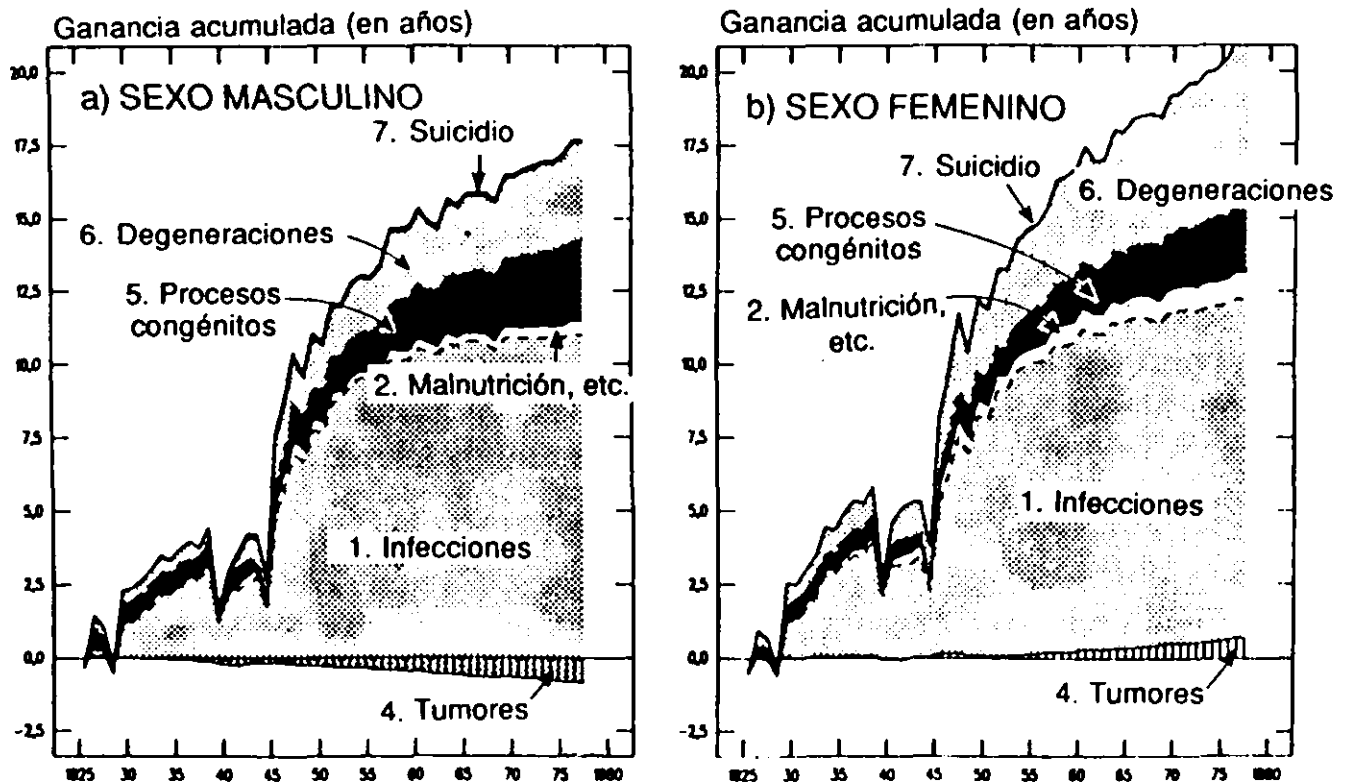 Ganancia acumulada (en años)
20,0
17,5
15,0
12,5
10,0
7,5
5,0
2,5
0,0
-2,5
a) SEXO MASCULINO
7. Suicidio
6. Degeneraciones
5. Procesos
congénitos
2. Malnutrición, etc.
1. Infecciones
4. Tumores
1925 30 35 40 45 50 55 60 65 70 75 1980
Ganancia acumulada (en años)
20,0
17,5
15,0
12,5
10,0
7,5
5,0
2,5
0,0
-2,5
b) SEXO FEMENINO
7. Suicidio
6. Degeneraciones
5. Procesos
congénitos
2. Malnutrición,
etc.
1. Infecciones
4. Tumores
1925 30 35 40 45 50 55 60 65 70 75 1980